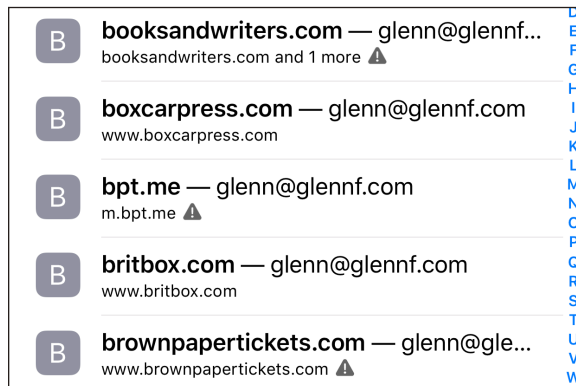 B
booksandwriters.com — glenn@glennf...
booksandwriters.com and 1 more
B
boxcarpress.com — glenn@glennf.com
www.boxcarpress.com
B
bpt.me — glenn@glennf.com
m.bpt.me
B
britbox.com — glenn@glennf.com
www.britbox.com
B
brownpapertickets.com — glenn@gle...
www.brownpapertickets.com
D
E
F
G
H
I
J
K
L
M
N
O
P
Q
R
S
T
U
V
W